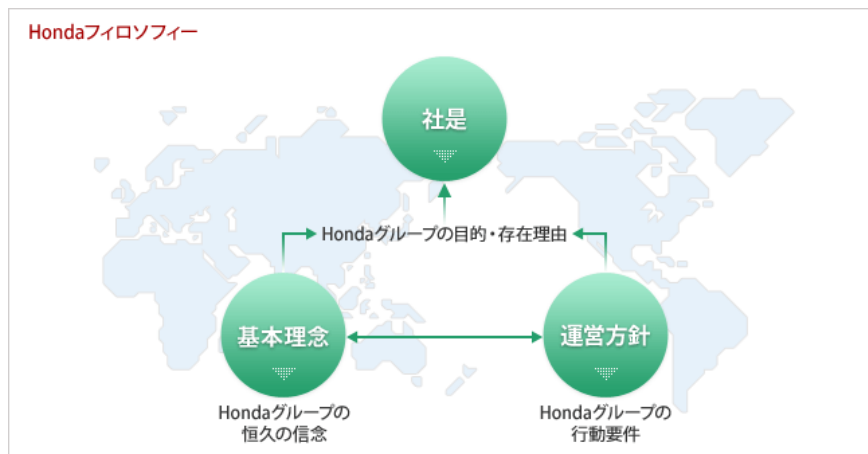 Hondaフィロソフィー
社是
Hondaグループの目的・存在理由
基本理念
運営方針
Hondaグループの
恒久の信念
Hondaグループの
行動要件